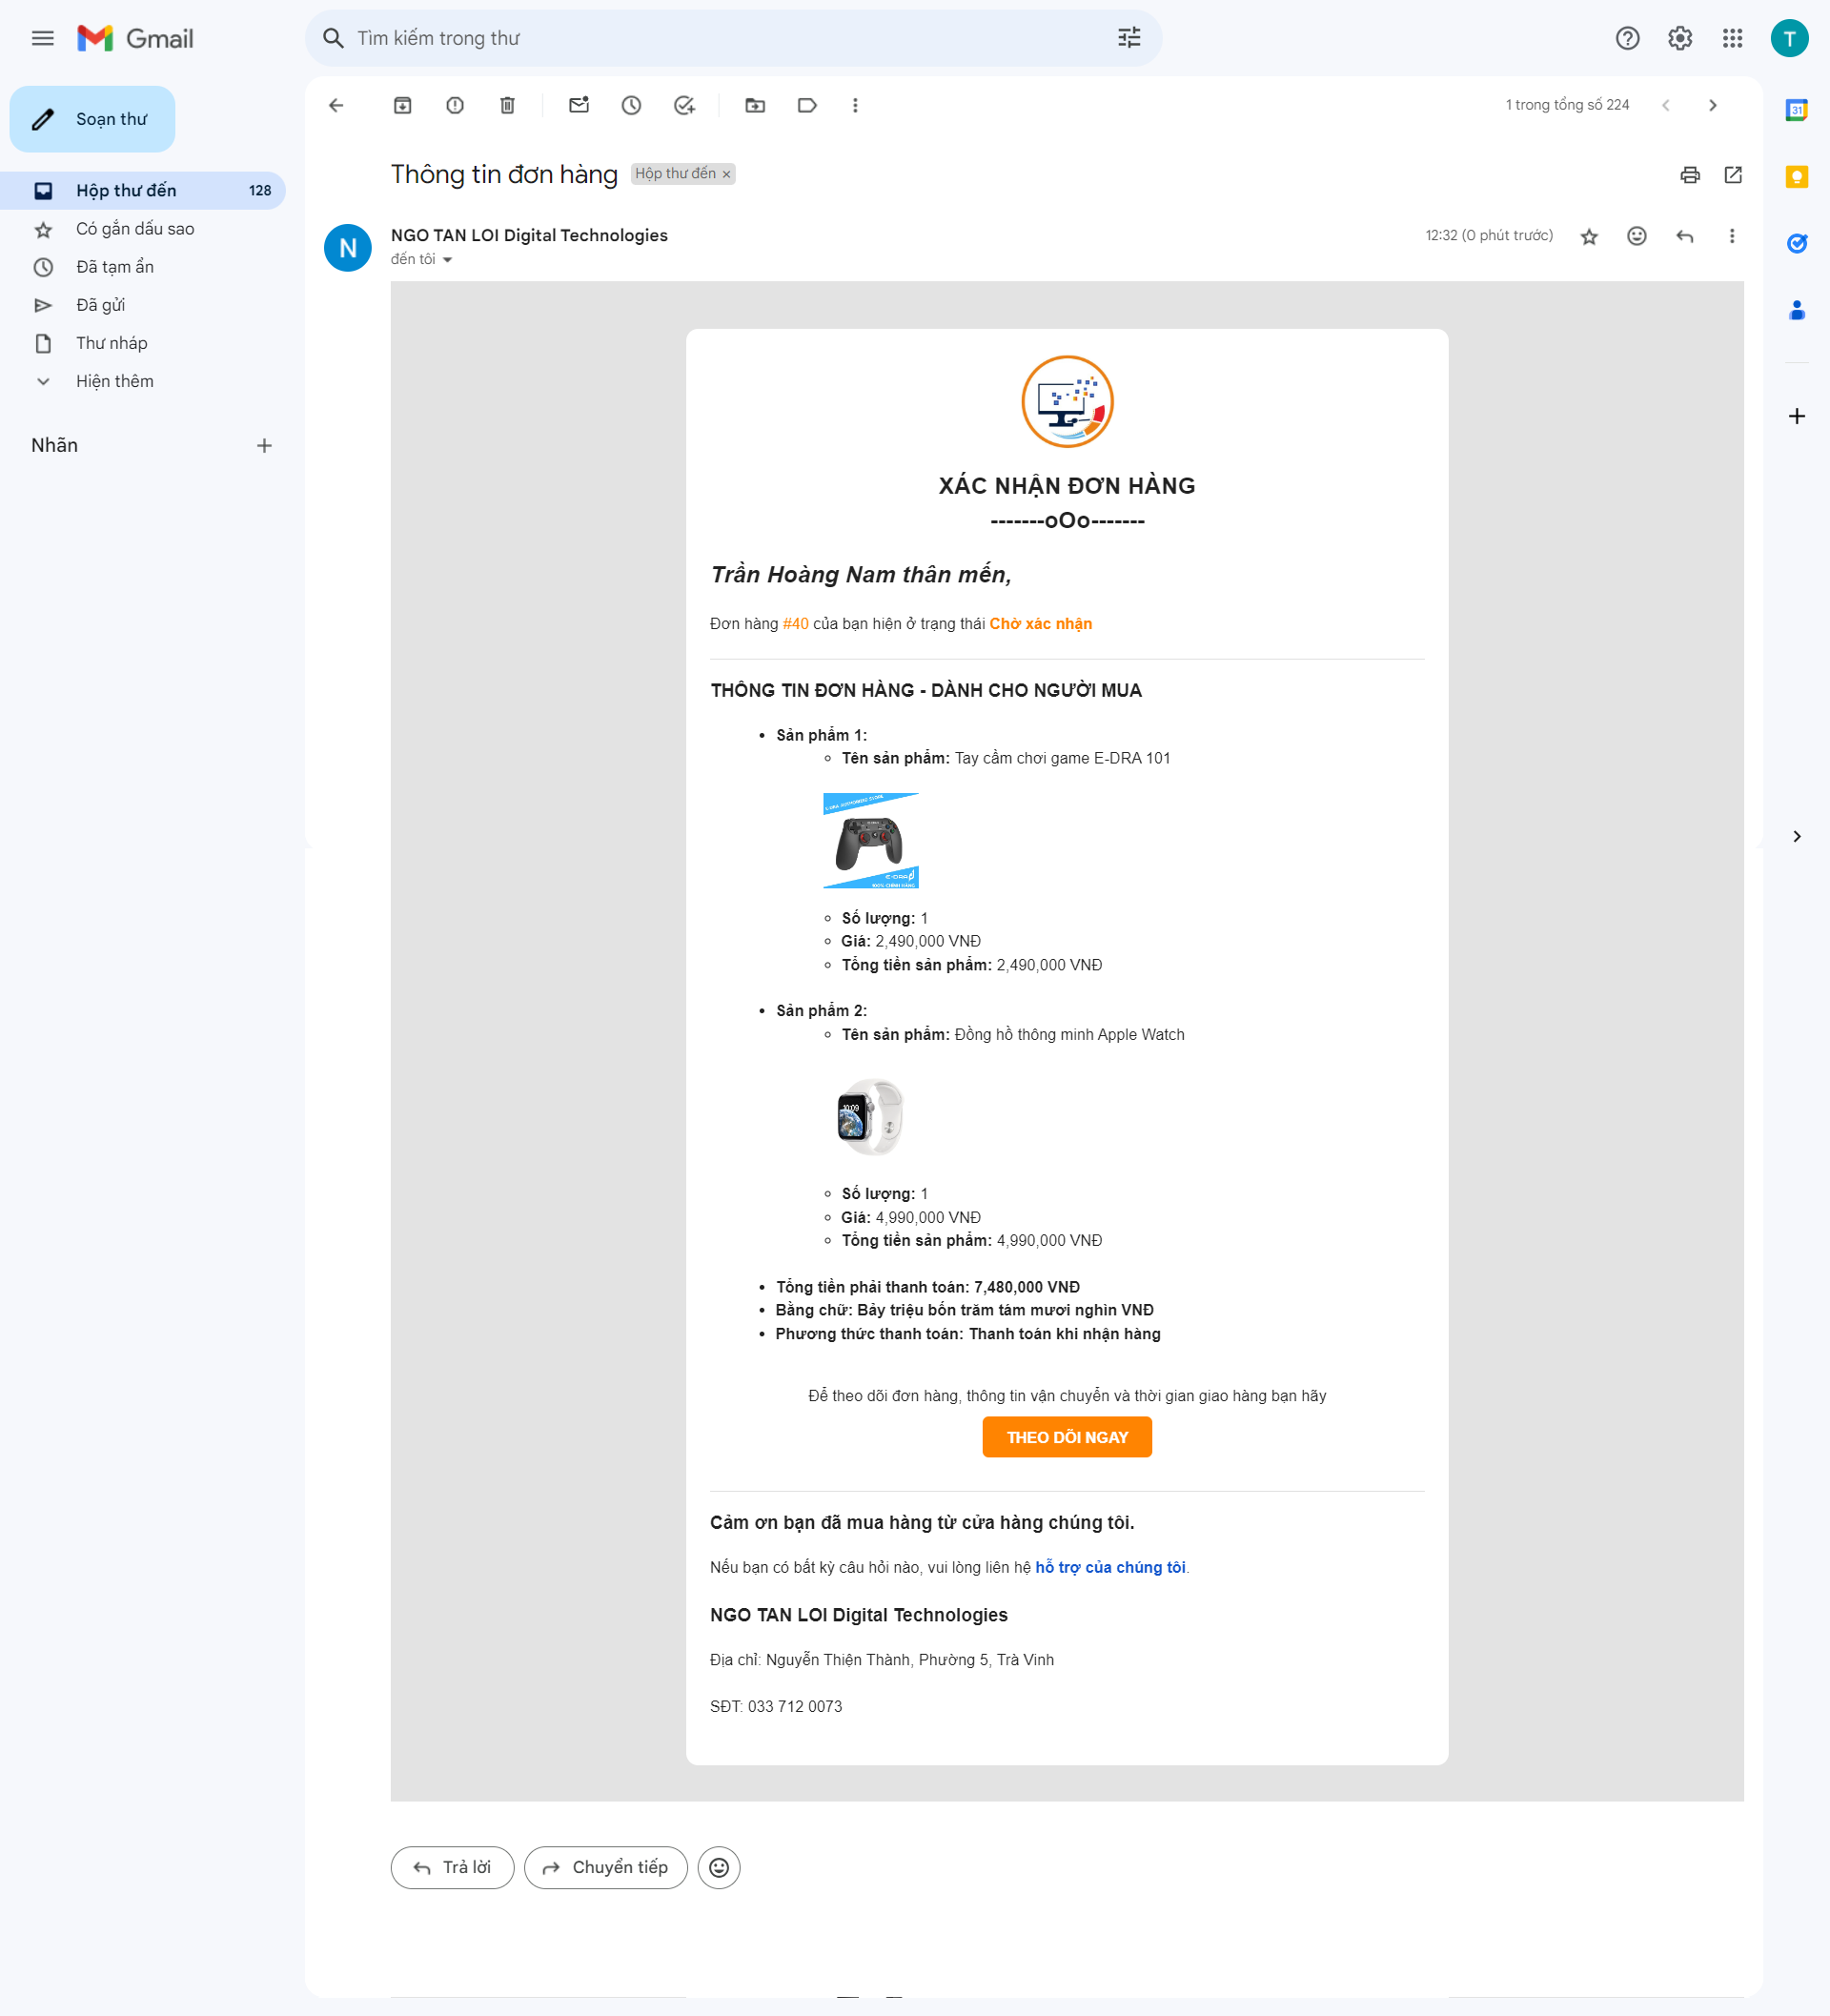 Gmail
Tìm kiếm trong thư
T
Soạn thư
1 trong tổng số 224
31
Thông tin đơn hàng
Hộp thư đến ×
Hộp thư đến 128
Có gắn dấu sao
Đã tạm ẩn
Đã gửi
Thư nháp
Hiện thêm
Nhãn
N
NGO TAN LOI Digital Technologies
12:32 (0 phút trước)
đến tôi
XÁC NHẬN ĐƠN HÀNG
-------oOo-------
Trần Hoàng Nam thân mến,
Đơn hàng #40 của bạn hiện ở trạng thái Chờ xác nhận
THÔNG TIN ĐƠN HÀNG - DÀNH CHO NGƯỜI MUA
Sản phẩm 1:
Tên sản phẩm: Tay cầm chơi game E-DRA 101
E-DRA AUTHORIZED STORE
E-DRA
100% CHÍNH HÃNG
Số lượng: 1
Giá: 2,490,000 VNĐ
Tổng tiền sản phẩm: 2,490,000 VNĐ
Sản phẩm 2:
Tên sản phẩm: Đồng hồ thông minh Apple Watch
10:09
Số lượng: 1
Giá: 4,990,000 VNĐ
Tổng tiền sản phẩm: 4,990,000 VNĐ
Tổng tiền phải thanh toán: 7,480,000 VNĐ
Bằng chữ: Bảy triệu bốn trăm tám mươi nghìn VNĐ
Phương thức thanh toán: Thanh toán khi nhận hàng
Để theo dõi đơn hàng, thông tin vận chuyển và thời gian giao hàng bạn hãy
THEO DÕI NGAY
Cảm ơn bạn đã mua hàng từ cửa hàng chúng tôi.
Nếu bạn có bất kỳ câu hỏi nào, vui lòng liên hệ hỗ trợ của chúng tôi.
NGO TAN LOI Digital Technologies
Địa chỉ: Nguyễn Thiện Thành, Phường 5, Trà Vinh
SĐT: 033 712 0073
Trả lời
Chuyển tiếp